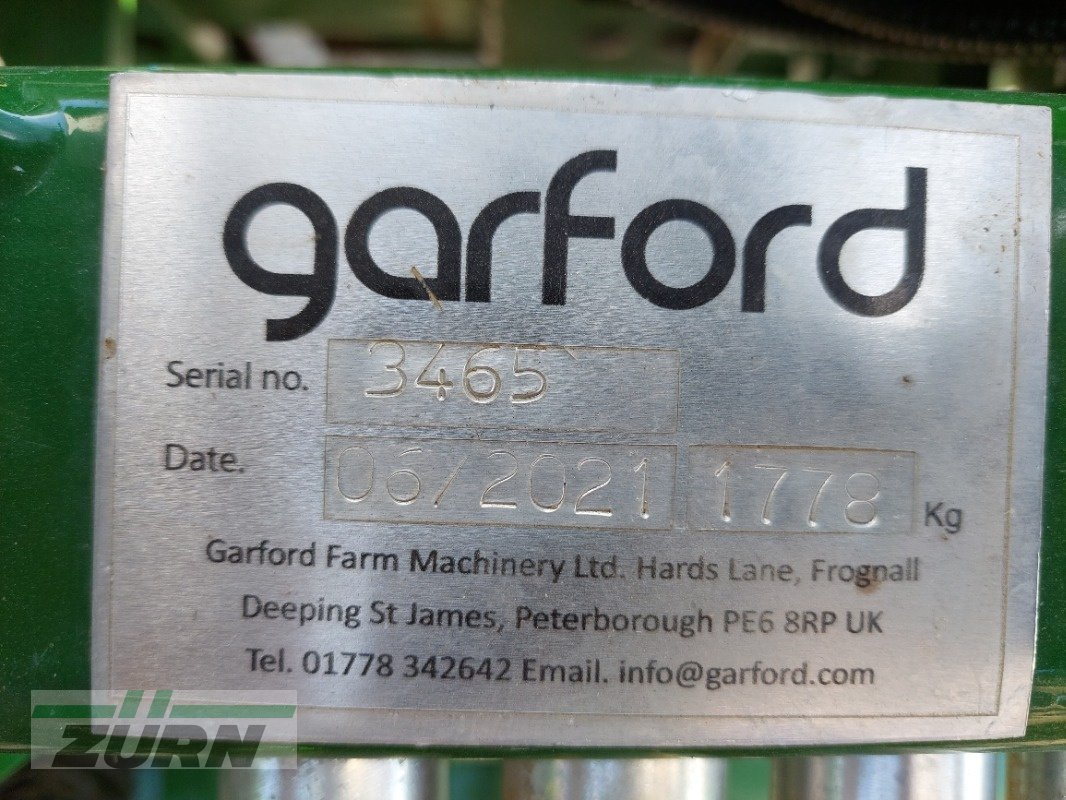 garford
Serial no. 3465
Date. 06/2021 1778 Kg
Garford Farm Machinery Ltd. Hards Lane, Frognall
Deeping St James, Peterborough PE6 8RP UK
Tel. 01778 342642 Email. info@garford.com
ZÜRN